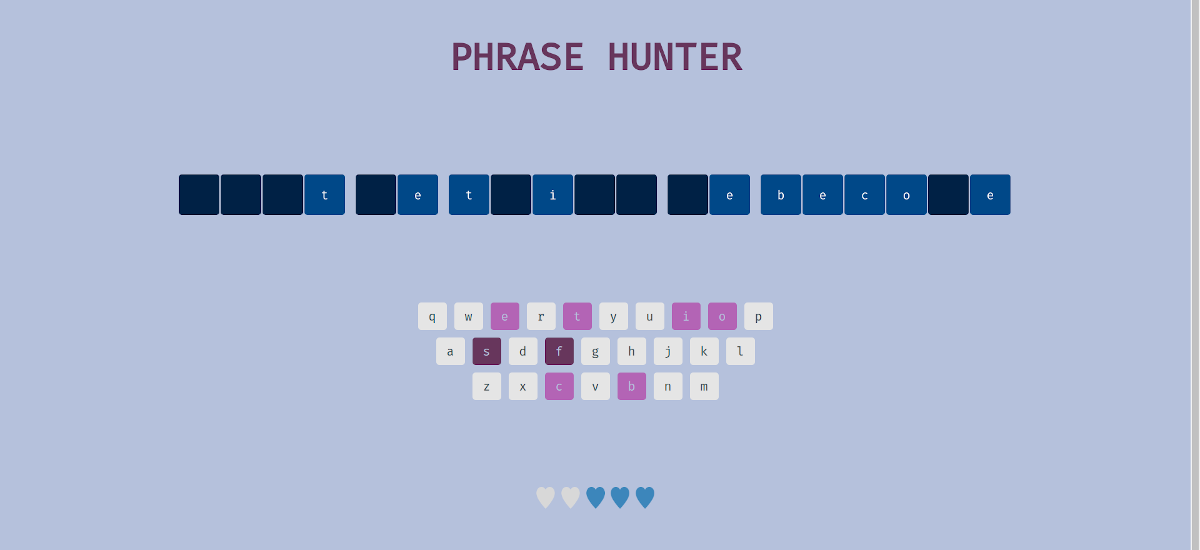 PHRASE HUNTER
t e t i e b e c o e
q w e r t y u i o p
a s d f g h j k l
z x c v b n m